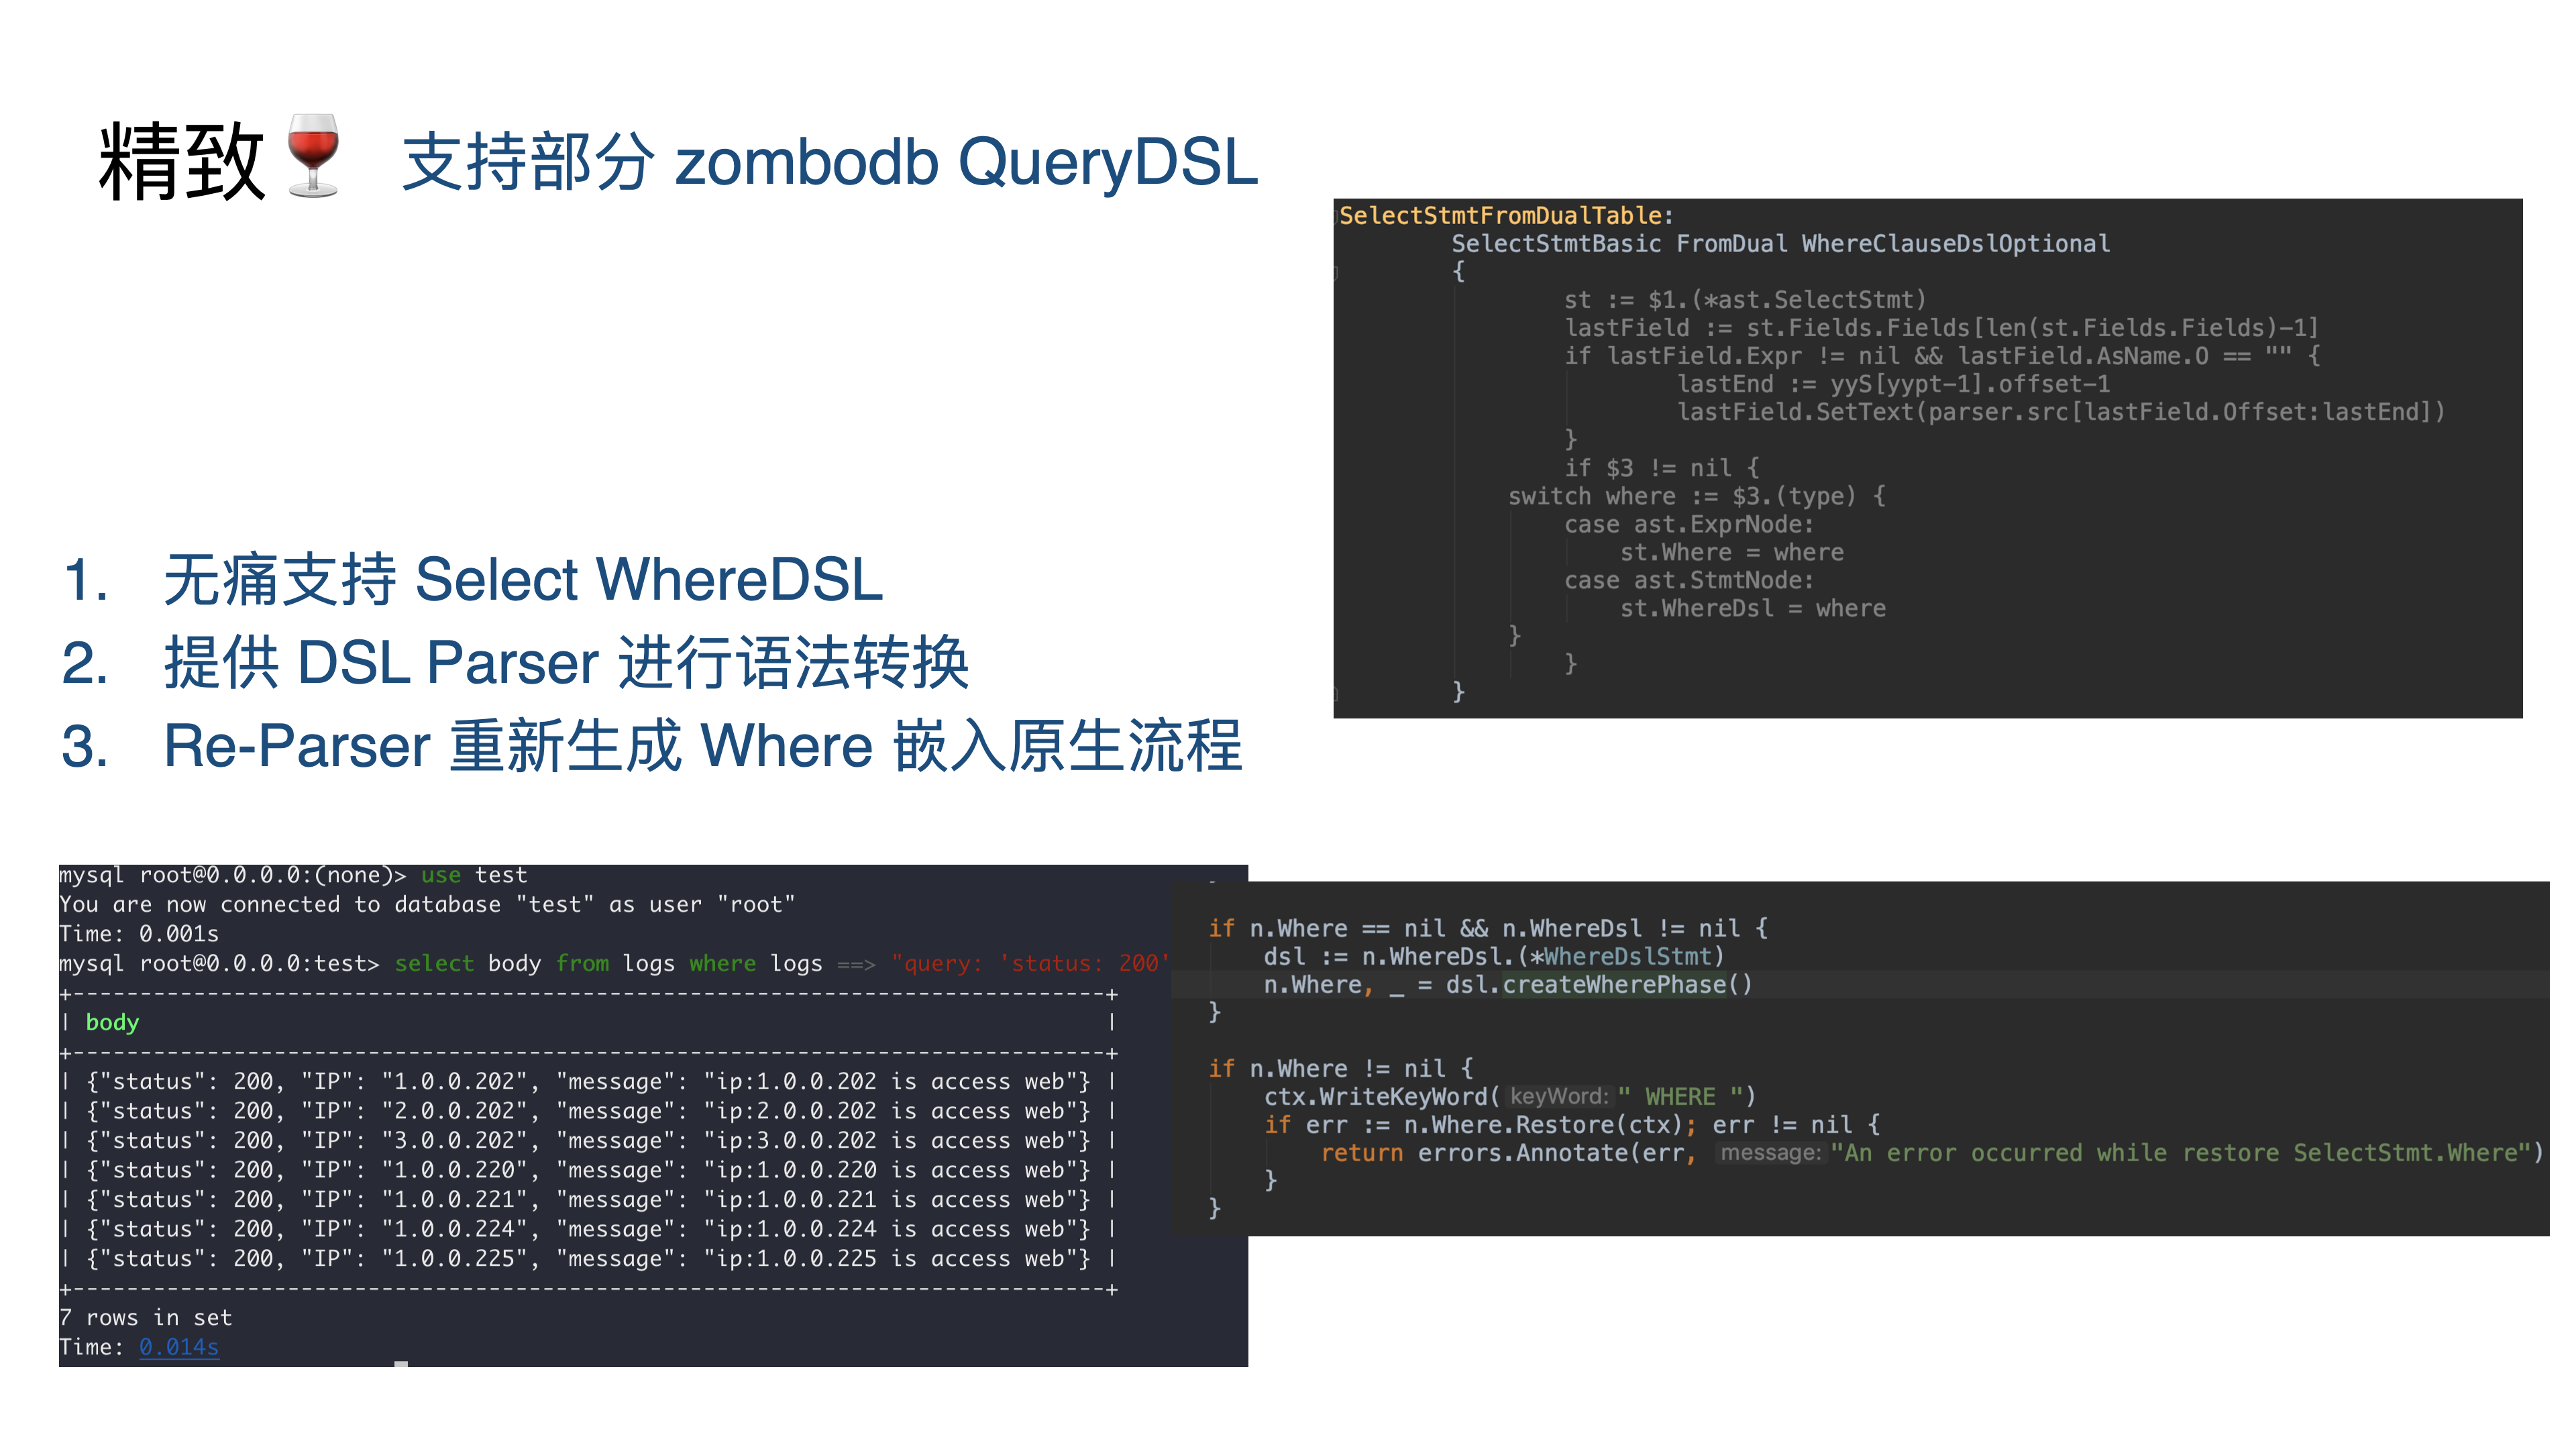 精致🍷 支持部分 zombodb QueryDSL
SelectStmtFromDualTable:
SelectStmtBasic FromDual WhereClauseDslOptional
{
st := $1.(*ast.SelectStmt)
lastField := st.Fields.Fields[len(st.Fields.Fields)-1]
if lastField.Expr != nil && lastField.AsName.O == "" {
lastEnd := yyS[yypt-1].offset-1
lastField.SetText(parser.src[lastField.Offset:lastEnd])
}
if $3 != nil {
switch where := $3.(type) {
case ast.ExprNode:
st.Where = where
case ast.StmtNode:
st.WhereDsl = where
}
}
}
1. 无痛支持 Select WhereDSL
2. 提供 DSL Parser 进行语法转换
3. Re-Parser 重新生成 Where 嵌入原生流程
mysql root@0.0.0.0:(none)> use test
You are now connected to database "test" as user "root"
Time: 0.001s
mysql root@0.0.0.0:test> select body from logs where logs ==> "query: 'status: 200'
+-----------------------------------------------------------------------------+
| body |
+-----------------------------------------------------------------------------+
| {"status": 200, "IP": "1.0.0.202", "message": "ip:1.0.0.202 is access web"} |
| {"status": 200, "IP": "2.0.0.202", "message": "ip:2.0.0.202 is access web"} |
| {"status": 200, "IP": "3.0.0.202", "message": "ip:3.0.0.202 is access web"} |
| {"status": 200, "IP": "1.0.0.220", "message": "ip:1.0.0.220 is access web"} |
| {"status": 200, "IP": "1.0.0.221", "message": "ip:1.0.0.221 is access web"} |
| {"status": 200, "IP": "1.0.0.224", "message": "ip:1.0.0.224 is access web"} |
| {"status": 200, "IP": "1.0.0.225", "message": "ip:1.0.0.225 is access web"} |
+-----------------------------------------------------------------------------+
7 rows in set
Time: 0.014s
if n.Where == nil && n.WhereDsl != nil {
dsl := n.WhereDsl.(*WhereDslStmt)
n.Where, _ = dsl.createWherePhase()
}
if n.Where != nil {
ctx.WriteKeyWord( keyWord: " WHERE ")
if err := n.Where.Restore(ctx); err != nil {
return errors.Annotate(err, message: "An error occurred while restore SelectStmt.Where")
}
}